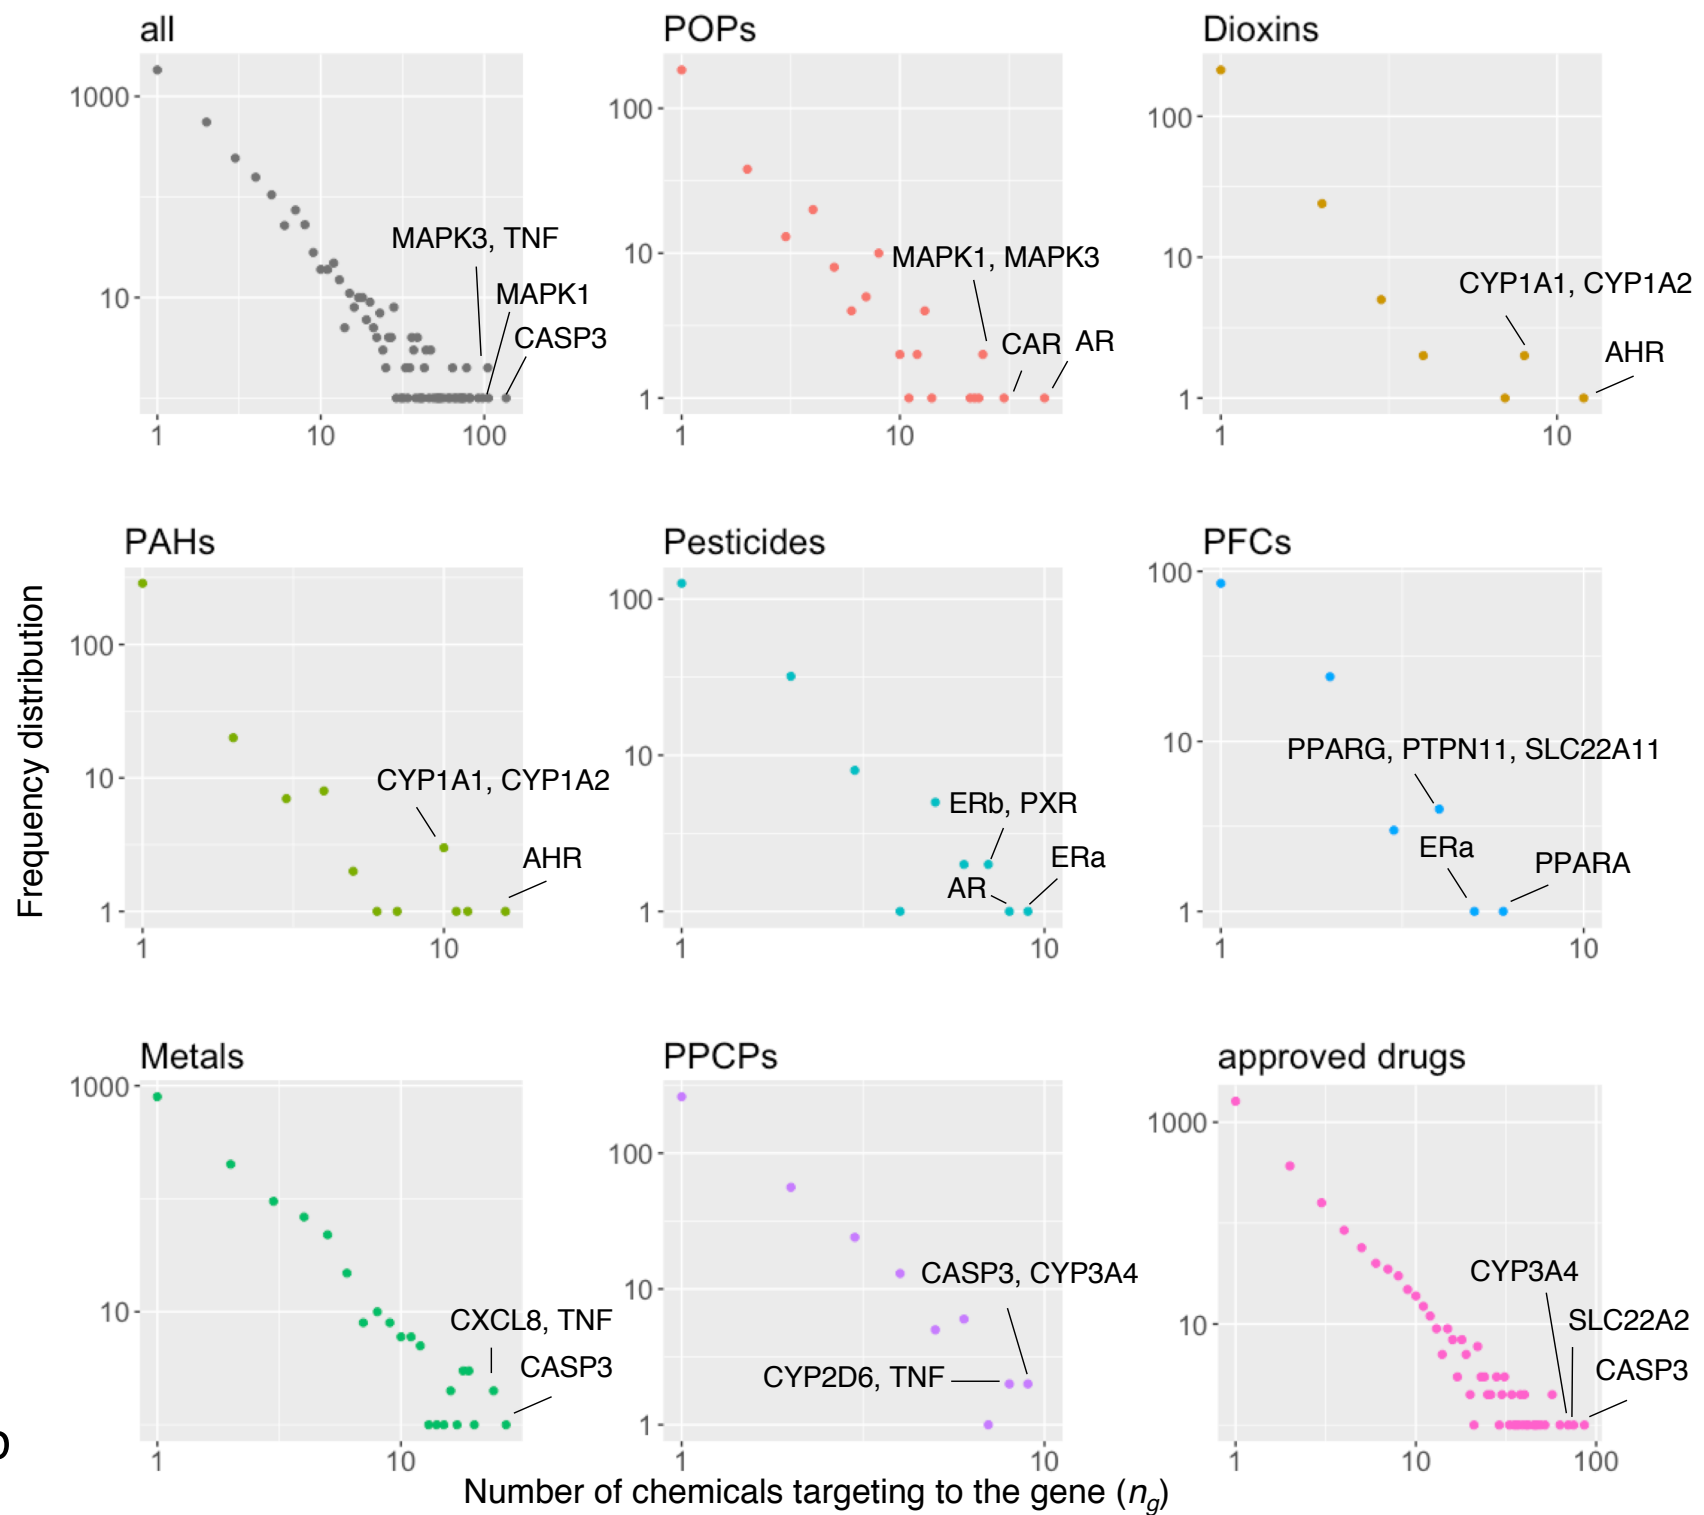 all
POPs
Dioxins
1000
10
1
10
100
MAPK3, TNF
MAPK1
CASP3
100
10
1
1
10
MAPK1, MAPK3
CAR
AR
100
10
1
1
10
CYP1A1, CYP1A2
AHR
PAHs
Pesticides
PFCs
Frequency distribution
100
10
1
1
10
CYP1A1, CYP1A2
AHR
100
10
1
1
10
ERb, PXR
ERa
AR
100
10
1
1
10
PPARG, PTPN11, SLC22A11
ERa
PPARA
Metals
PPCPs
approved drugs
1000
10
1
10
CXCL8, TNF
CASP3
100
10
1
1
10
CASP3, CYP3A4
CYP2D6, TNF
1000
10
1
10
100
CYP3A4
SLC22A2
CASP3
Number of chemicals targeting to the gene (ng)